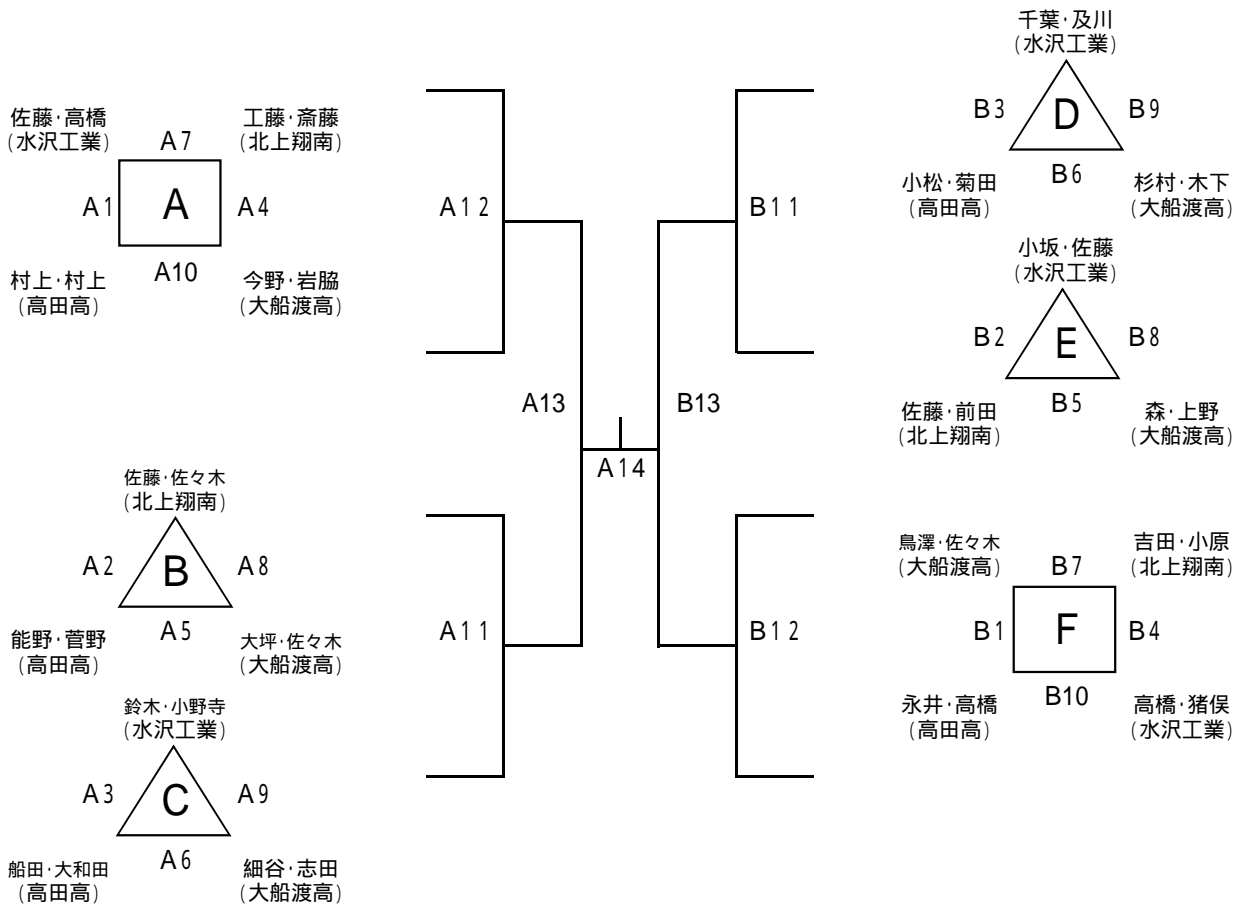 佐藤・高橋
(水沢工業)
A7
工藤・斎藤
(北上翔南)
A1
A
A4
村上・村上
(高田高)
A10
今野・岩脇
(大船渡高)
佐藤・佐々木
(北上翔南)
A2
B
A8
能野・菅野
(高田高)
A5
大坪・佐々木
(大船渡高)
鈴木・小野寺
(水沢工業)
A3
C
A9
船田・大和田
(高田高)
A6
細谷・志田
(大船渡高)
A12
A13
A11
A14
B11
B13
B12
千葉・及川
(水沢工業)
B3
D
B9
小松・菊田
(高田高)
B6
杉村・木下
(大船渡高)
小坂・佐藤
(水沢工業)
B2
E
B8
佐藤・前田
(北上翔南)
B5
森・上野
(大船渡高)
鳥澤・佐々木
(大船渡高)
B7
吉田・小原
(北上翔南)
B1
F
B4
永井・高橋
(高田高)
B10
高橋・猪俣
(水沢工業)